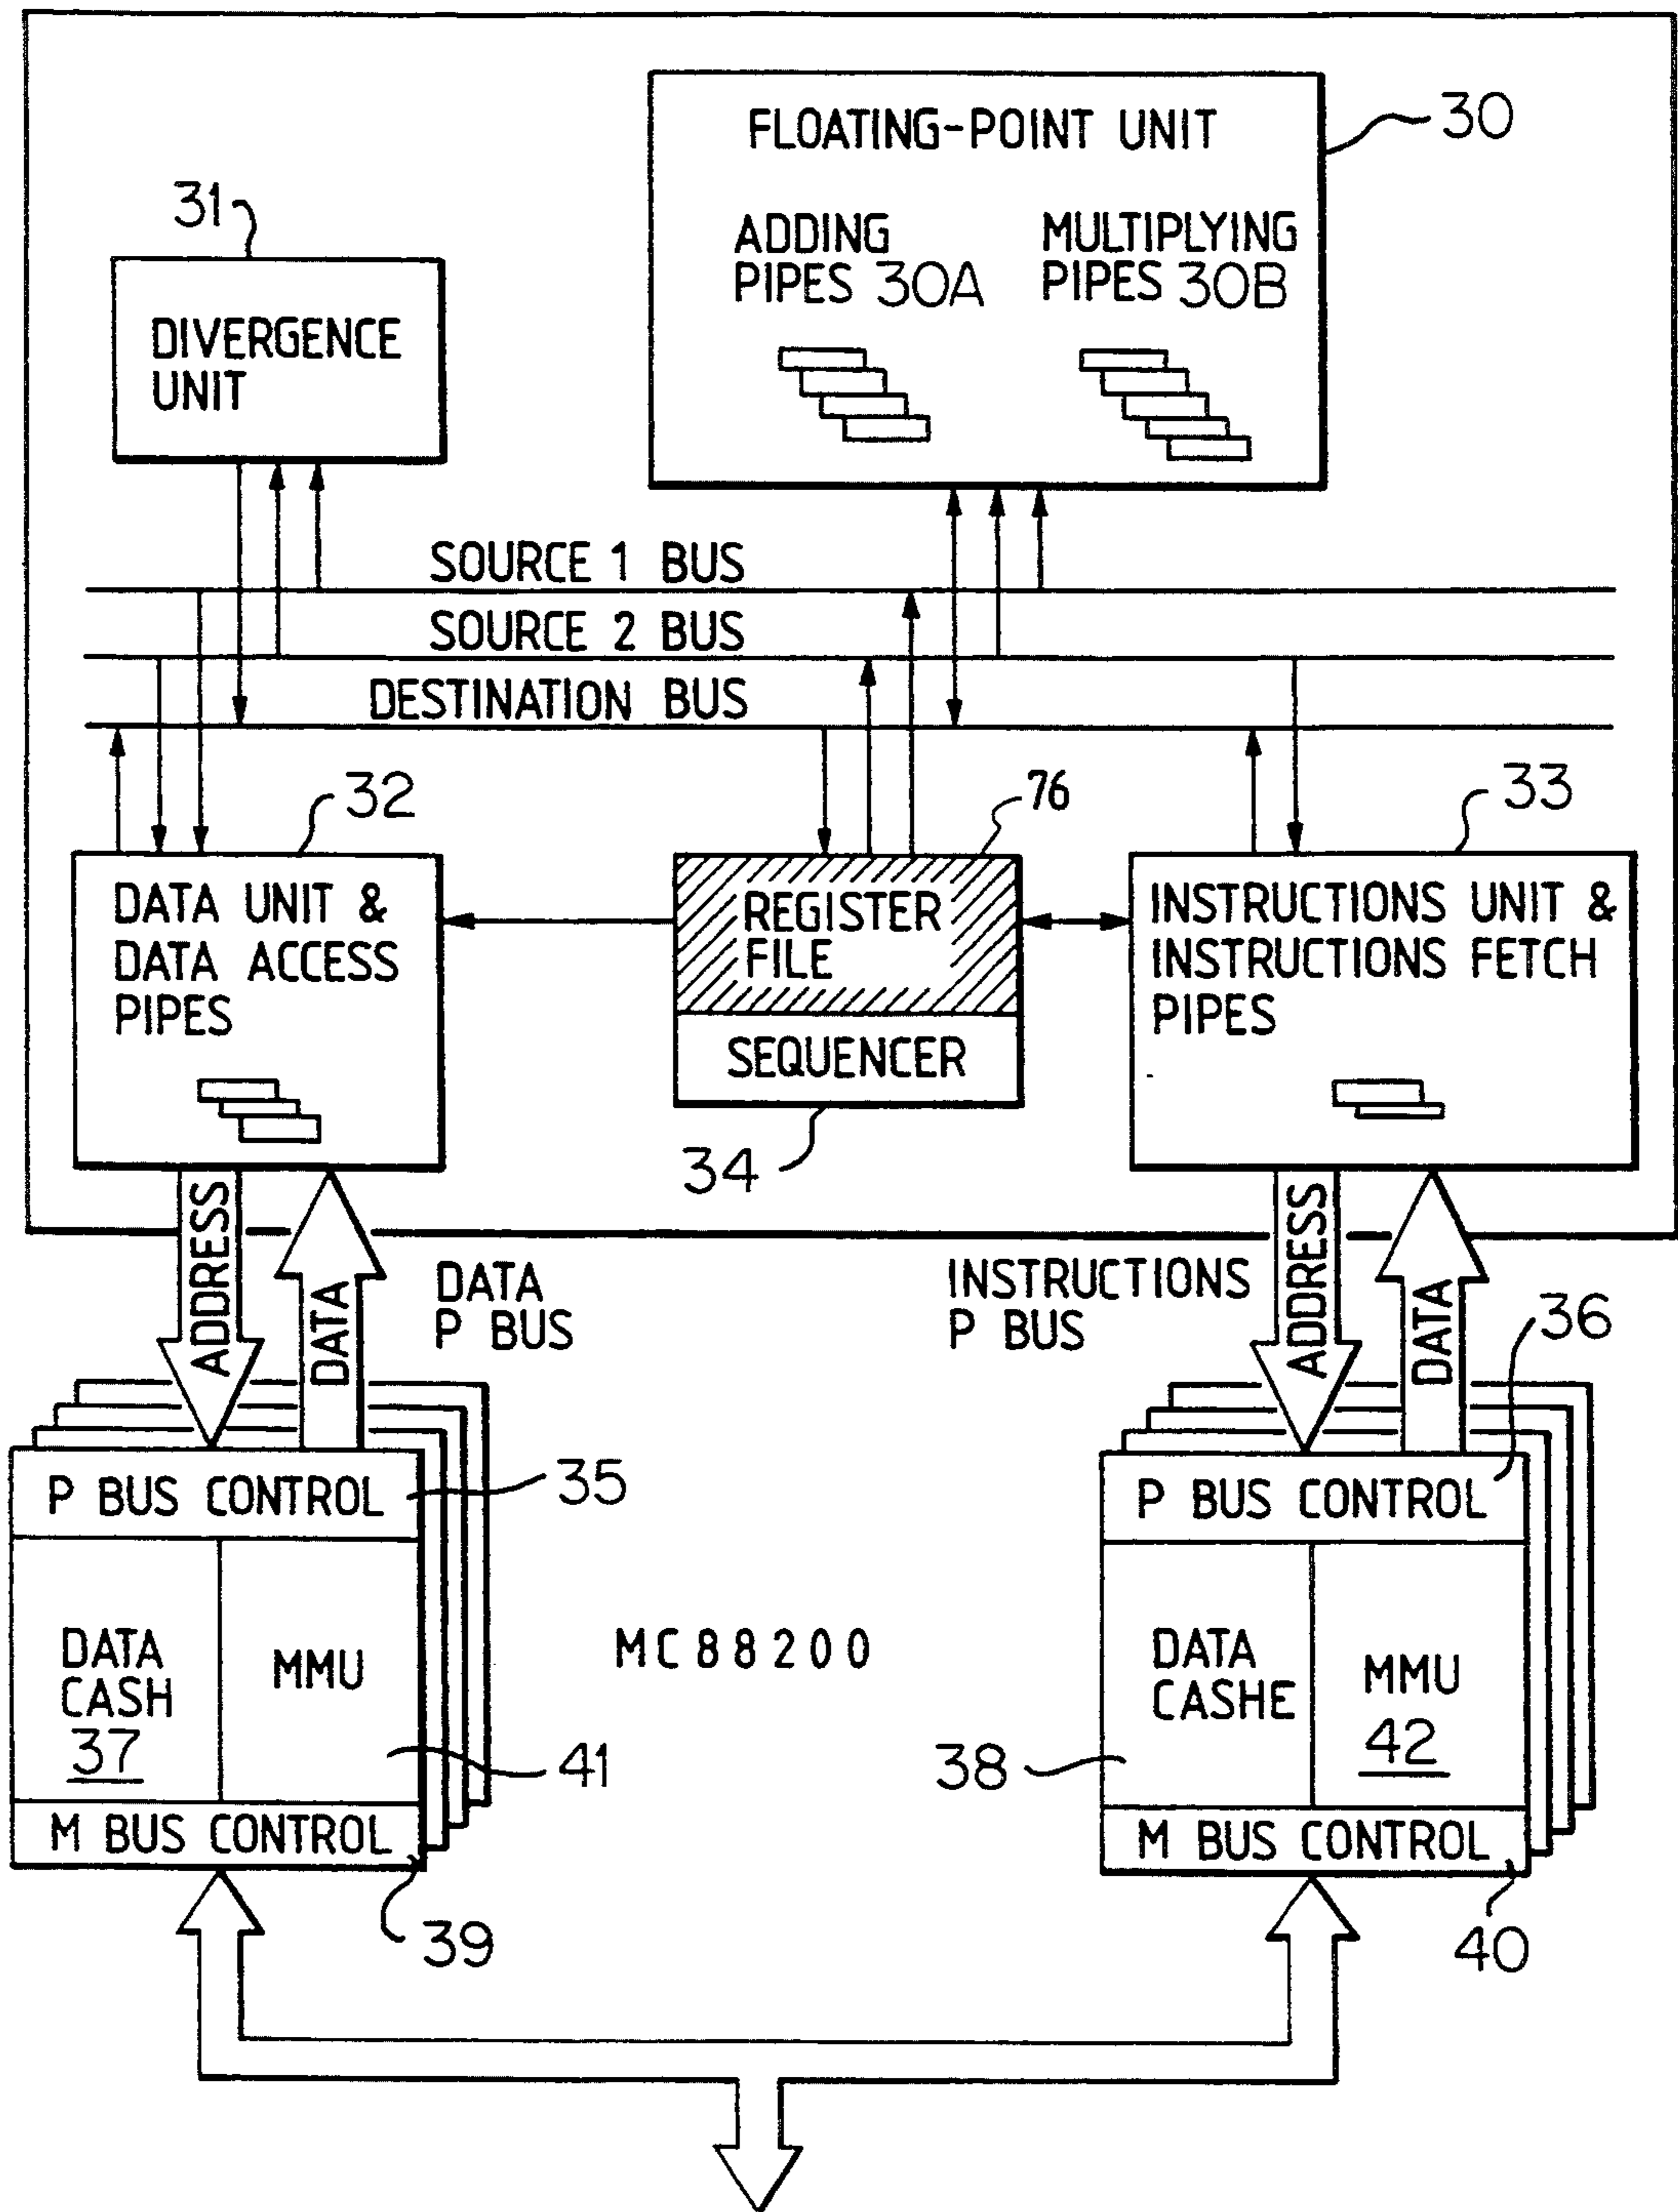 FLOATING-POINT UNIT
30
ADDING
PIPES 30A
MULTIPLYING
PIPES 30B
31
DIVERGENCE
UNIT
SOURCE 1 BUS
SOURCE 2 BUS
DESTINATION BUS
32
76
33
DATA UNIT &
DATA ACCESS
PIPES
REGISTER
FILE
SEQUENCER
34
INSTRUCTIONS UNIT &
INSTRUCTIONS FETCH
PIPES
ADDRESS
DATA
DATA
P BUS
INSTRUCTIONS
P BUS
ADDRESS
DATA
36
P BUS CONTROL
35
P BUS CONTROL
DATA
CASH
37
MMU
41
MC88200
DATA
CASHE
38
MMU
42
M BUS CONTROL
39
M BUS CONTROL
40